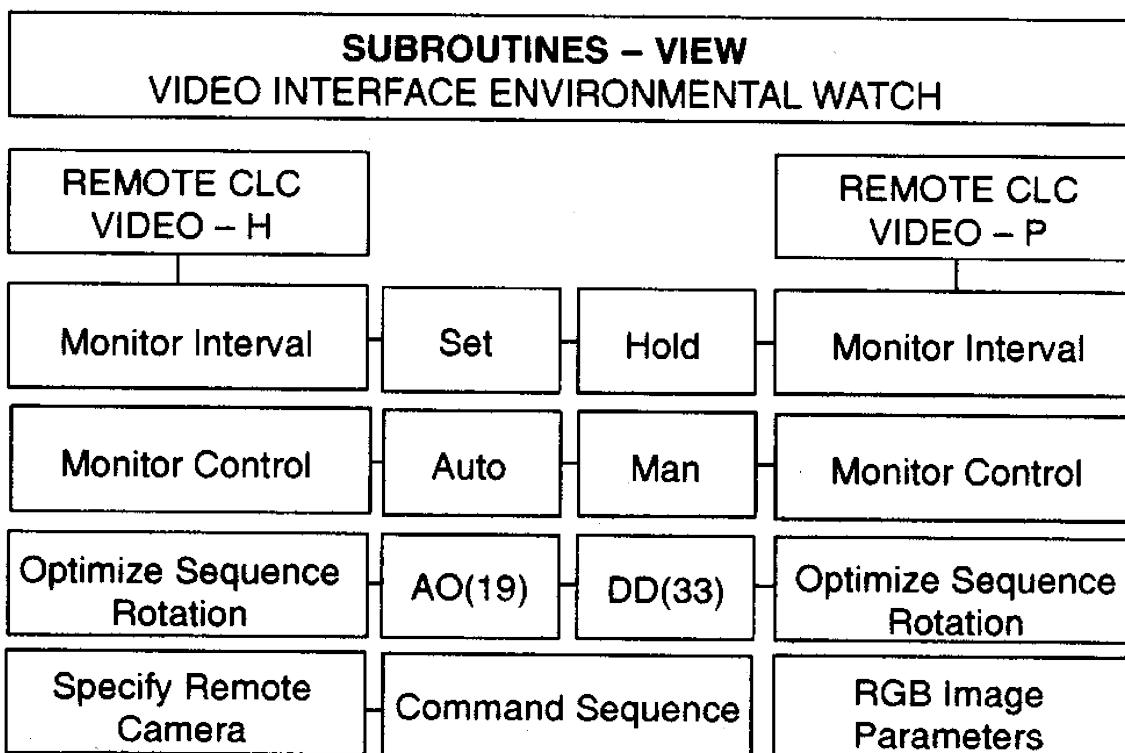 SUBROUTINES – VIEW
VIDEO INTERFACE ENVIRONMENTAL WATCH
REMOTE CLC
VIDEO – H
REMOTE CLC
VIDEO – P
Monitor Interval
Set
Hold
Monitor Interval
Monitor Control
Auto
Man
Monitor Control
Optimize Sequence
Rotation
AO(19)
DD(33)
Optimize Sequence
Rotation
Specify Remote
Camera
Command Sequence
RGB Image
Parameters